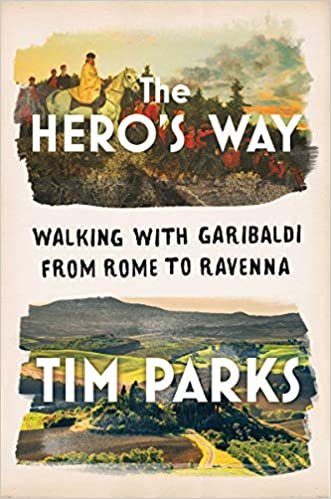 The
HERO'S WAY
WALKING WITH GARIBALDI
FROM ROME TO RAVENNA
TIM PARKS